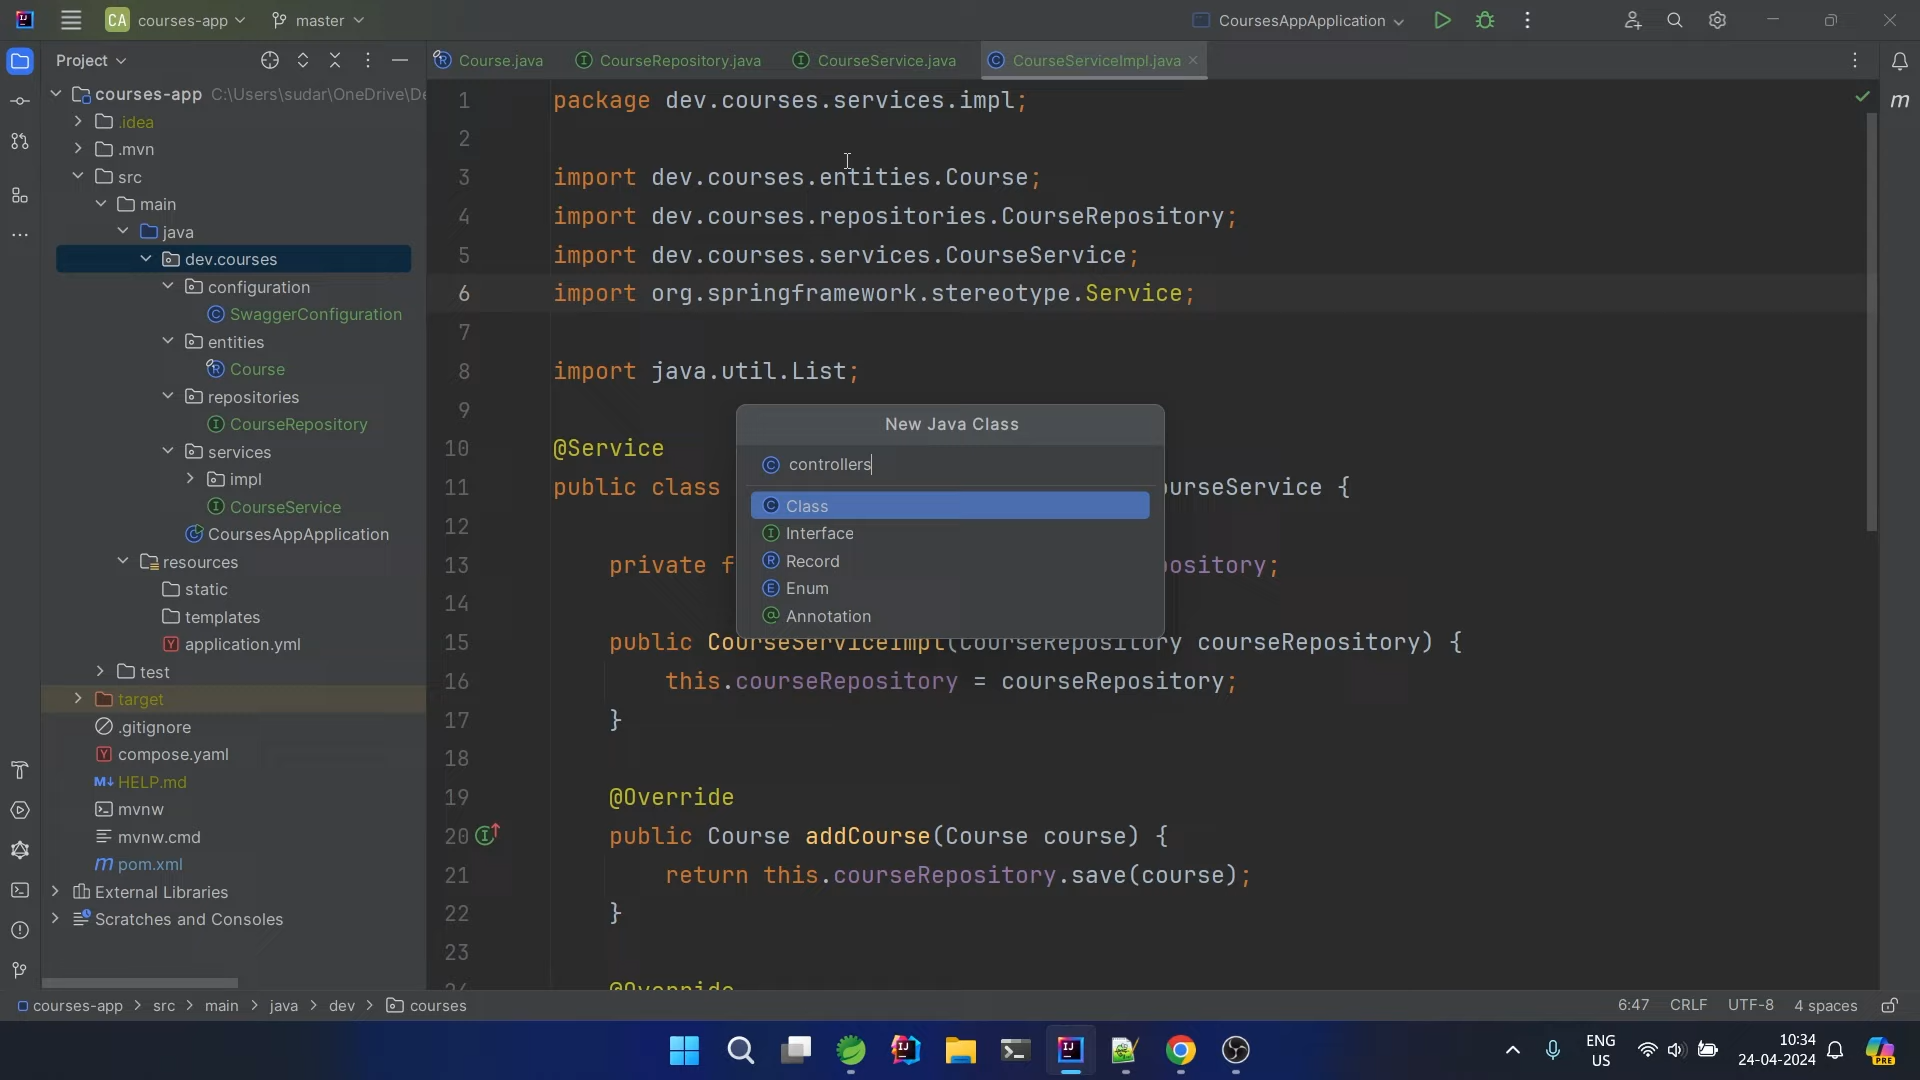 CA courses-app master CoursesAppApplication
Project
Course.java CourseRepository.java CourseService.java CourseServiceImpl.java
courses-app C:\Users\sudar\OneDrive\De
.idea
.mvn
src
main
java
dev.courses
configuration
SwaggerConfiguration
entities
Course
repositories
CourseRepository
services
impl
CourseService
CoursesAppApplication
resources
static
templates
application.yml
test
target
.gitignore
compose.yaml
HELP.md
mvnw
mvnw.cmd
pom.xml
External Libraries
Scratches and Consoles
1 package dev.courses.services.impl;
2
3 import dev.courses.entities.Course;
4 import dev.courses.repositories.CourseRepository;
5 import dev.courses.services.CourseService;
6 import org.springframework.stereotype.Service;
7
8 import java.util.List;
9
10 @Service
11 public class urseService {
12
13 private f ository;
14
15 public CourseServiceImpl(CourseRepository courseRepository) {
16 this.courseRepository = courseRepository;
17 }
18
19 @Override
20 public Course addCourse(Course course) {
21 return this.courseRepository.save(course);
22 }
23
24 @Override
New Java Class
controllers
Class
Interface
Record
Enum
Annotation
courses-app > src > main > java > dev > courses
6:47 CRLF UTF-8 4 spaces
ENG
US
10:34
24-04-2024
PRE